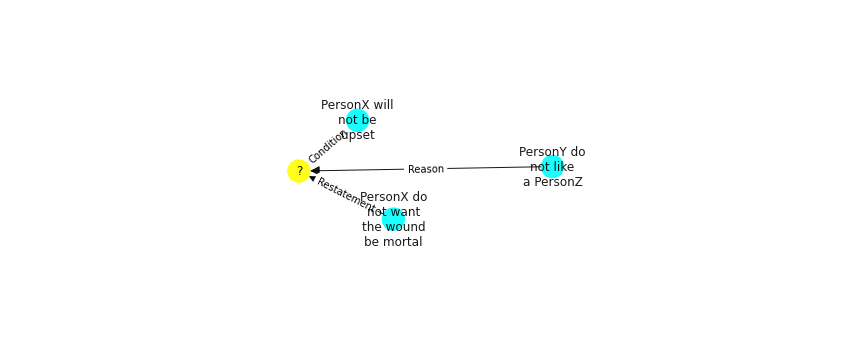 PersonX will
not be
upset
Condition
PersonY do
not like
a PersonZ
Reason
?
Restatement
PersonX do
not want
the wound
be mortal